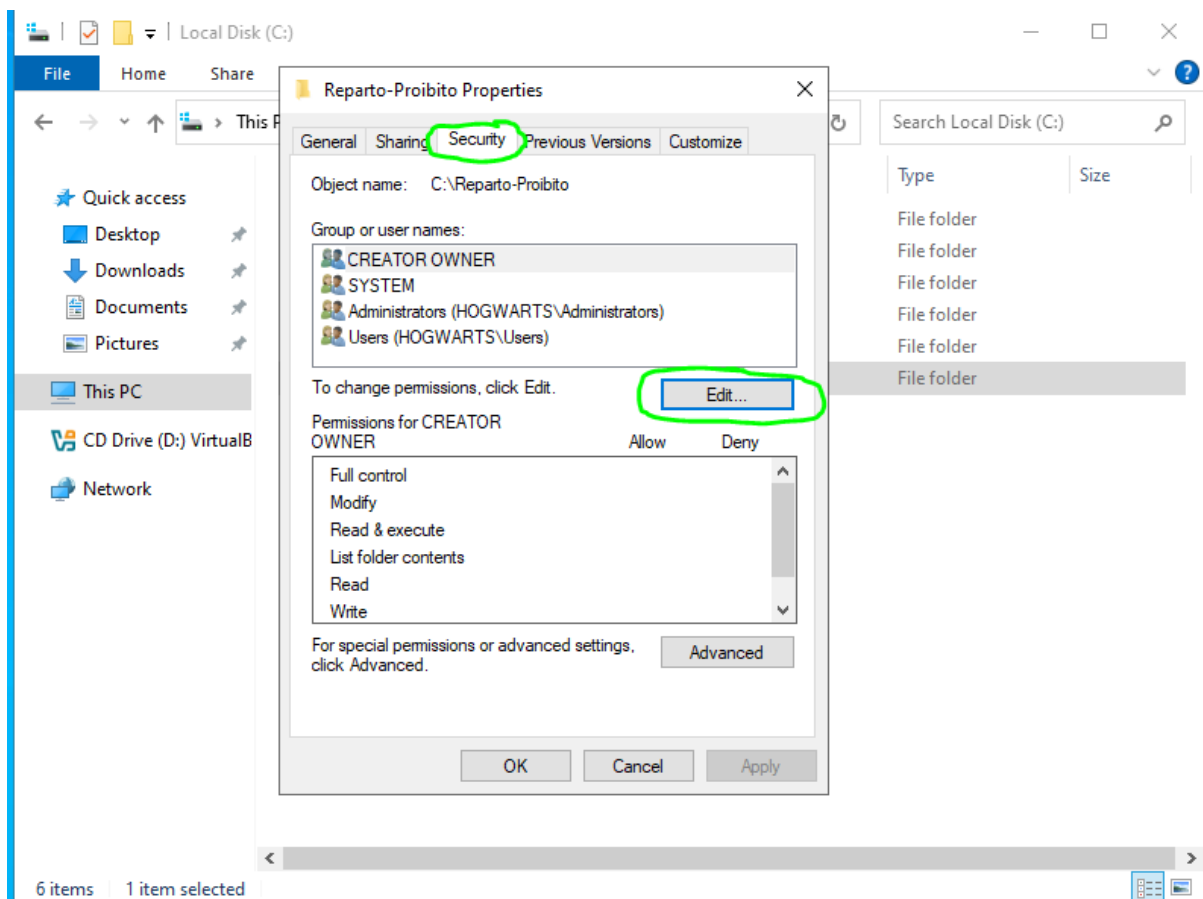 Local Disk (C:)
File Home Share
This P
Search Local Disk (C:)
Reparto-Proibito Properties
General Sharing Security Previous Versions Customize
Object name: C:\Reparto-Proibito
Group or user names:
CREATOR OWNER
SYSTEM
Administrators (HOGWARTS\Administrators)
Users (HOGWARTS\Users)
To change permissions, click Edit.
Edit...
Permissions for CREATOR
OWNER Allow Deny
Full control
Modify
Read & execute
List folder contents
Read
Write
For special permissions or advanced settings,
click Advanced.
Advanced
OK Cancel Apply
Quick access
Desktop
Downloads
Documents
Pictures
This PC
CD Drive (D:) VirtualB
Network
Type Size
File folder
File folder
File folder
File folder
File folder
File folder
6 items 1 item selected